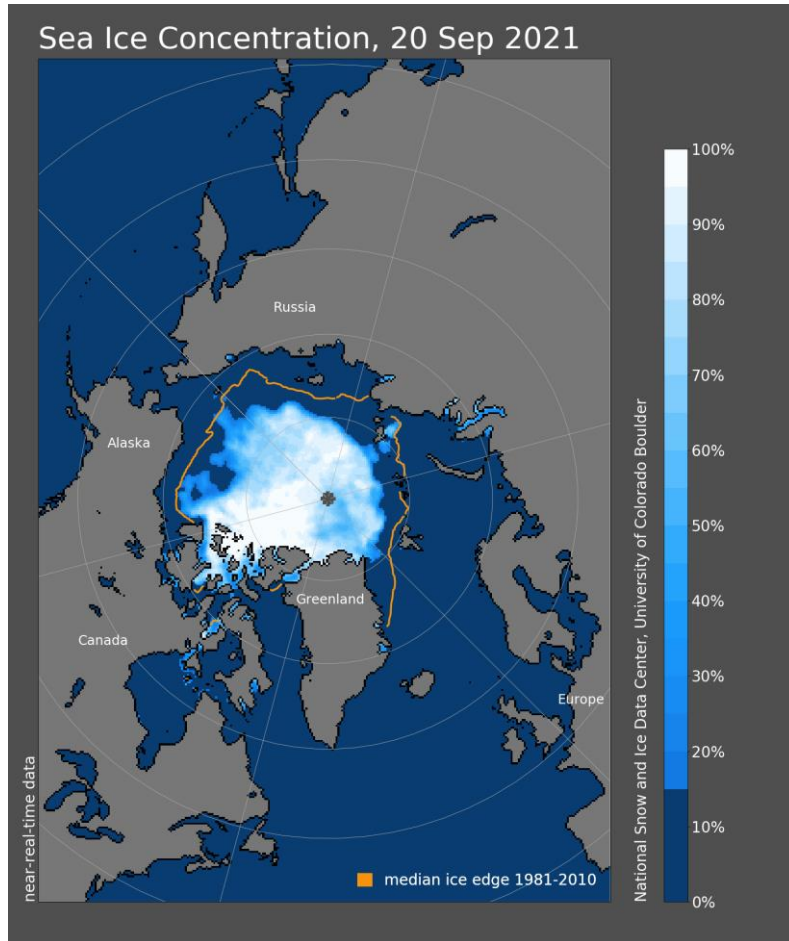 Sea Ice Concentration, 20 Sep 2021
Russia
Alaska
Greenland
Canada
Europe
near-real-time data
median ice edge 1981-2010
100%
90%
80%
70%
60%
50%
40%
30%
20%
10%
0%
National Snow and Ice Data Center, University of Colorado Boulder